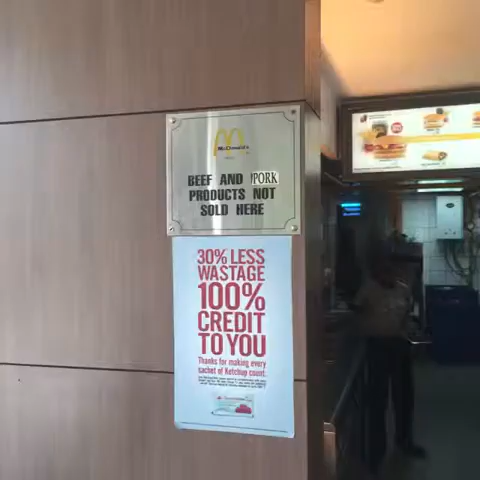 McDonald's
BEEF AND PORK
PRODUCTS NOT
SOLD HERE
30% LESS
WASTAGE
100%
CREDIT
TO YOU
Thanks for making every
sachet of Ketchup count.